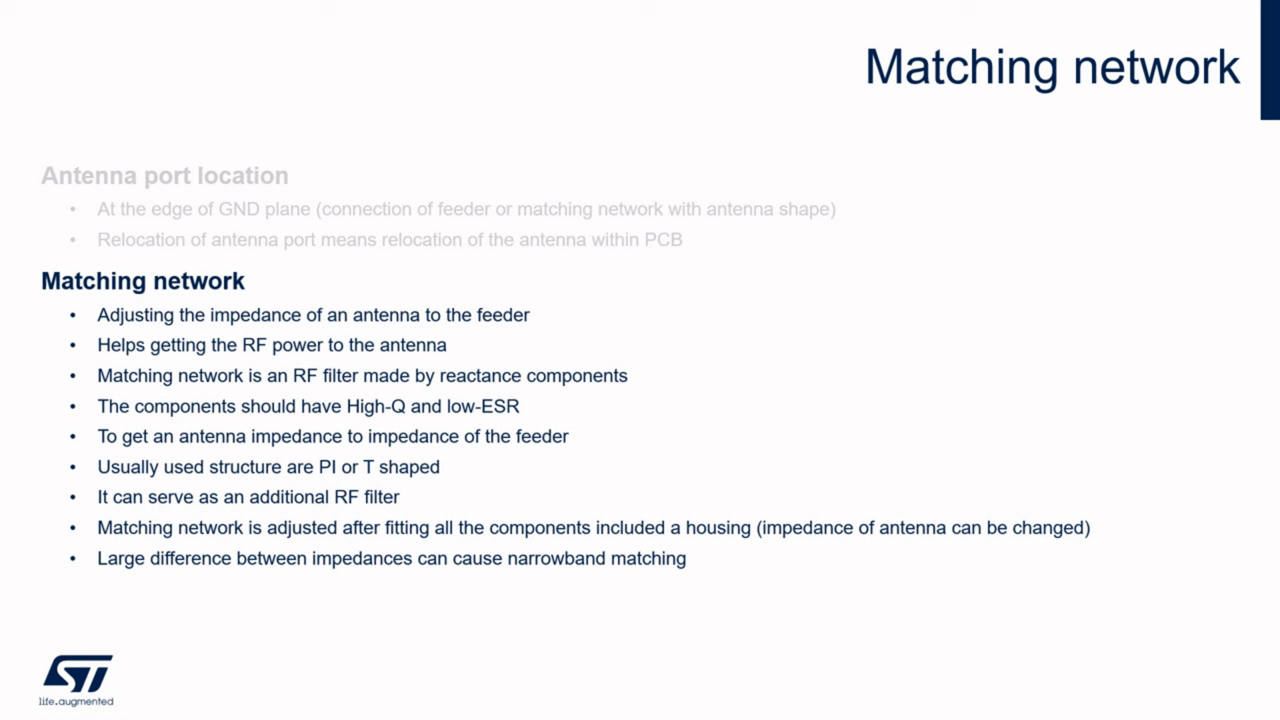 Matching network
Antenna port location
• At the edge of GND plane (connection of feeder or matching network with antenna shape)
• Relocation of antenna port means relocation of the antenna within PCB
Matching network
• Adjusting the impedance of an antenna to the feeder
• Helps getting the RF power to the antenna
• Matching network is an RF filter made by reactance components
• The components should have High-Q and low-ESR
• To get an antenna impedance to impedance of the feeder
• Usually used structure are PI or T shaped
• It can serve as an additional RF filter
• Matching network is adjusted after fitting all the components included a housing (impedance of antenna can be changed)
• Large difference between impedances can cause narrowband matching
ST
life.augmented